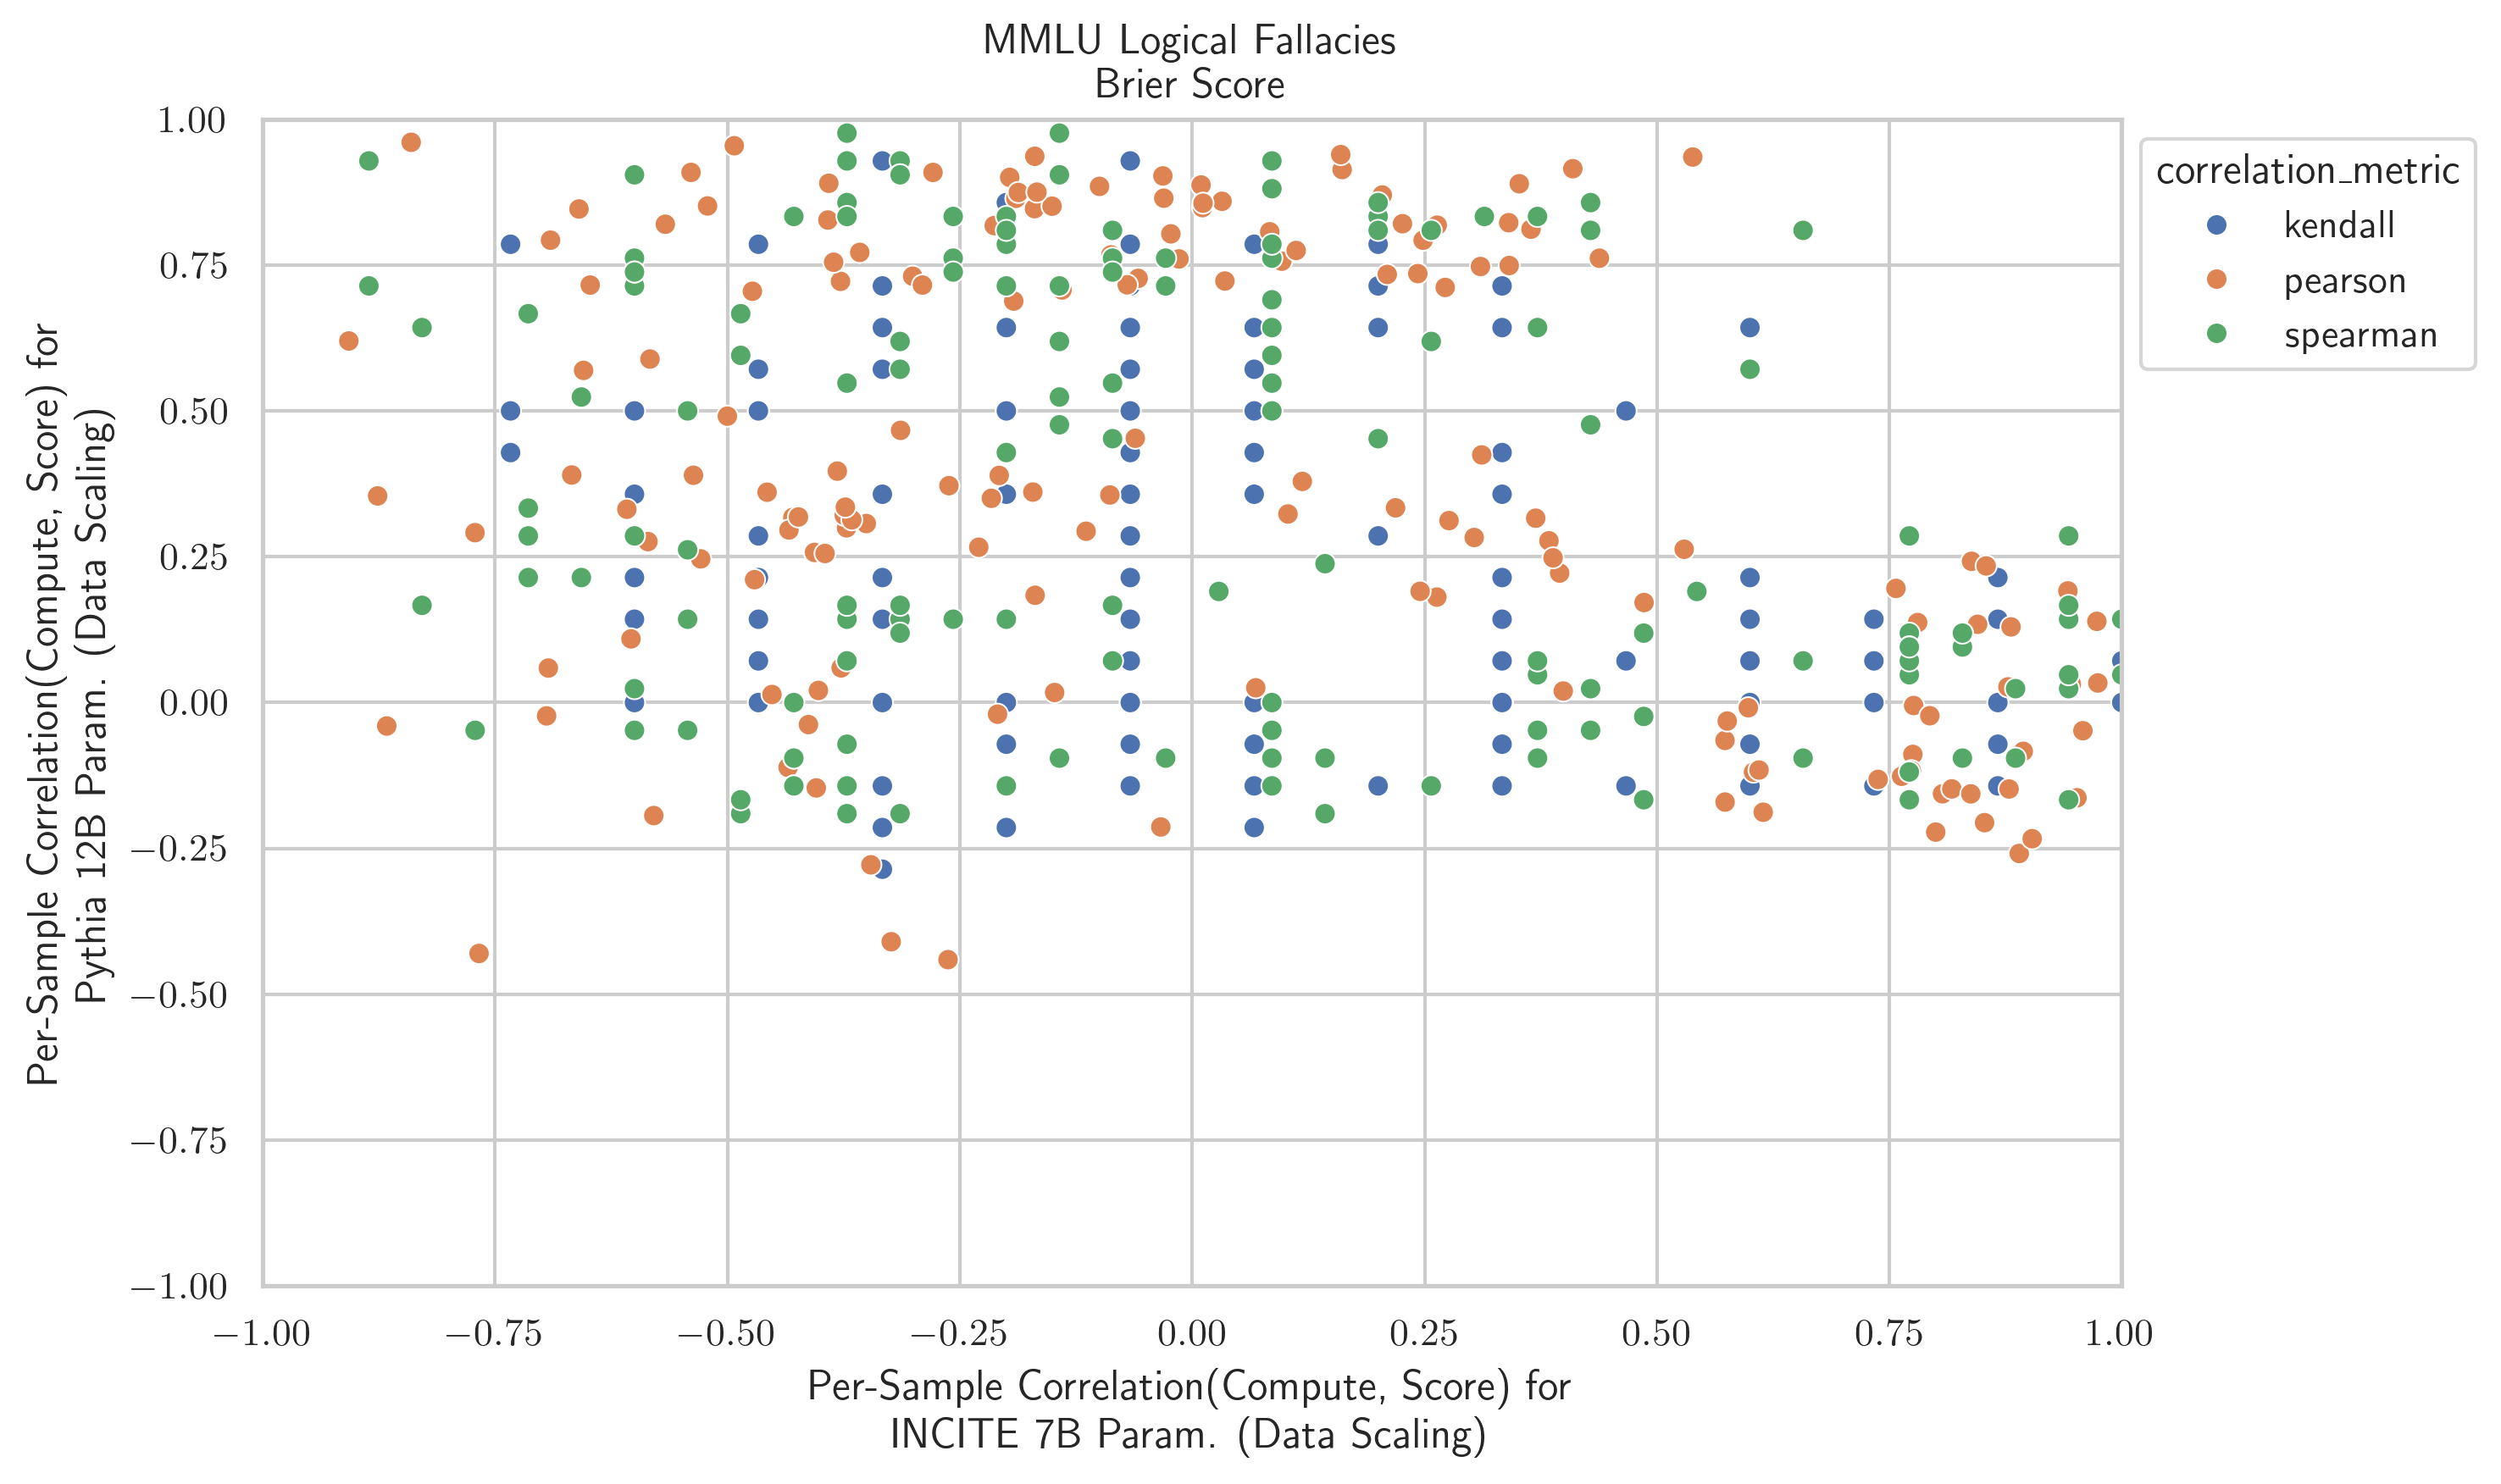 MMLU Logical Fallacies
Brier Score
Per-Sample Correlation(Compute, Score) for
Pythia 12B Param. (Data Scaling)
1.00
0.75
0.50
0.25
0.00
−0.25
−0.50
−0.75
−1.00
−1.00 −0.75 −0.50 −0.25 0.00 0.25 0.50 0.75 1.00
Per-Sample Correlation(Compute, Score) for
INCITE 7B Param. (Data Scaling)
correlation_metric
kendall
pearson
spearman